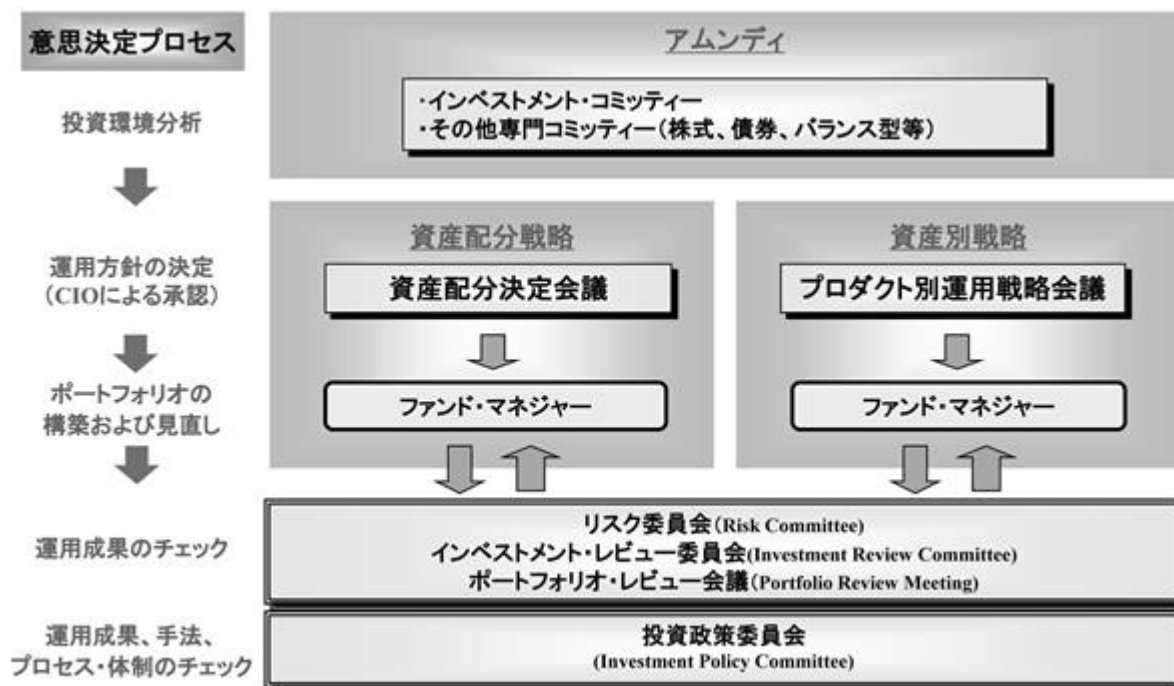 意思決定プロセス
アムンディ
投資環境分析
・インベストメント・コミッティー
・その他専門コミッティー（株式、債券、バランス型等）
運用方針の決定
（CIOによる承認）
資産配分戦略
資産配分決定会議
資産別戦略
プロダクト別運用戦略会議
ポートフォリオの
構築および見直し
ファンド・マネジャー
ファンド・マネジャー
運用成果のチェック
リスク委員会（Risk Committee）
インベストメント・レビュー委員会(Investment Review Committee)
ポートフォリオ・レビュー会議(Portfolio Review Meeting)
運用成果、手法、
プロセス・体制のチェック
投資政策委員会
(Investment Policy Committee)